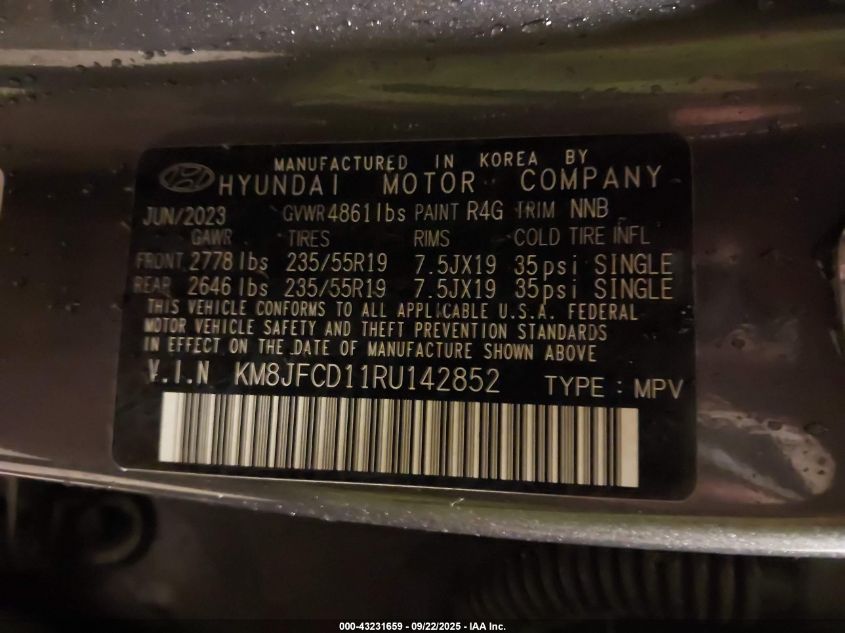 MANUFACTURED IN KOREA BY
HYUNDAI MOTOR COMPANY
JUN/2023 GVWR 4861lbs PAINT R4G TRIM NNB
GAWR TIRES RIMS COLD TIRE INFL
FRONT 2778 lbs 235/55R19 7.5JX19 35psi SINGLE
REAR 2646 lbs 235/55R19 7.5JX19 35psi SINGLE
THIS VEHICLE CONFORMS TO ALL APPLICABLE U.S.A. FEDERAL
MOTOR VEHICLE SAFETY AND THEFT PREVENTION STANDARDS
IN EFFECT ON THE DATE OF MANUFACTURE SHOWN ABOVE
V.I.N KM8JFCD11RU142852 TYPE : MPV
000-43231659 - 09/22/2025 - IAA Inc.